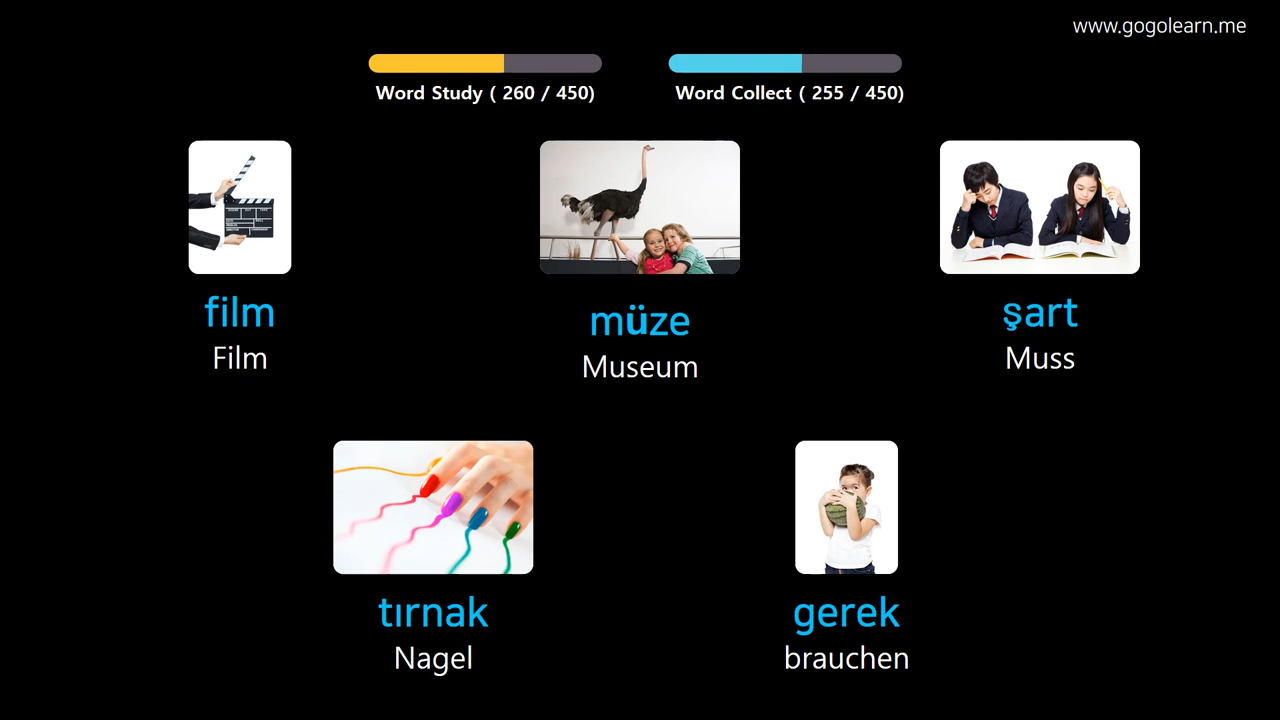 www.gogolearn.me
Word Study ( 260 / 450)
Word Collect ( 255 / 450)
film
Film
müze
Museum
şart
Muss
tırnak
Nagel
gerek
brauchen